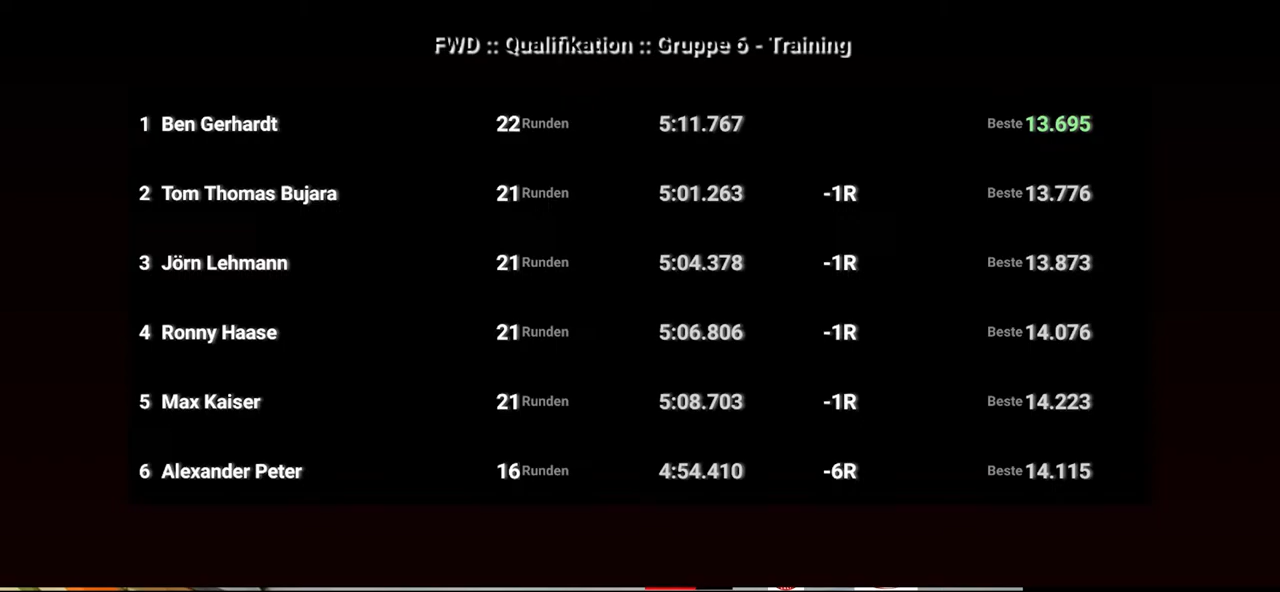 FWD :: Qualifikation :: Gruppe 6 - Training
1 Ben Gerhardt 22 Runden 5:11.767 Beste 13.695
2 Tom Thomas Bujara 21 Runden 5:01.263 -1R Beste 13.776
3 Jörn Lehmann 21 Runden 5:04.378 -1R Beste 13.873
4 Ronny Haase 21 Runden 5:06.806 -1R Beste 14.076
5 Max Kaiser 21 Runden 5:08.703 -1R Beste 14.223
6 Alexander Peter 16 Runden 4:54.410 -6R Beste 14.115